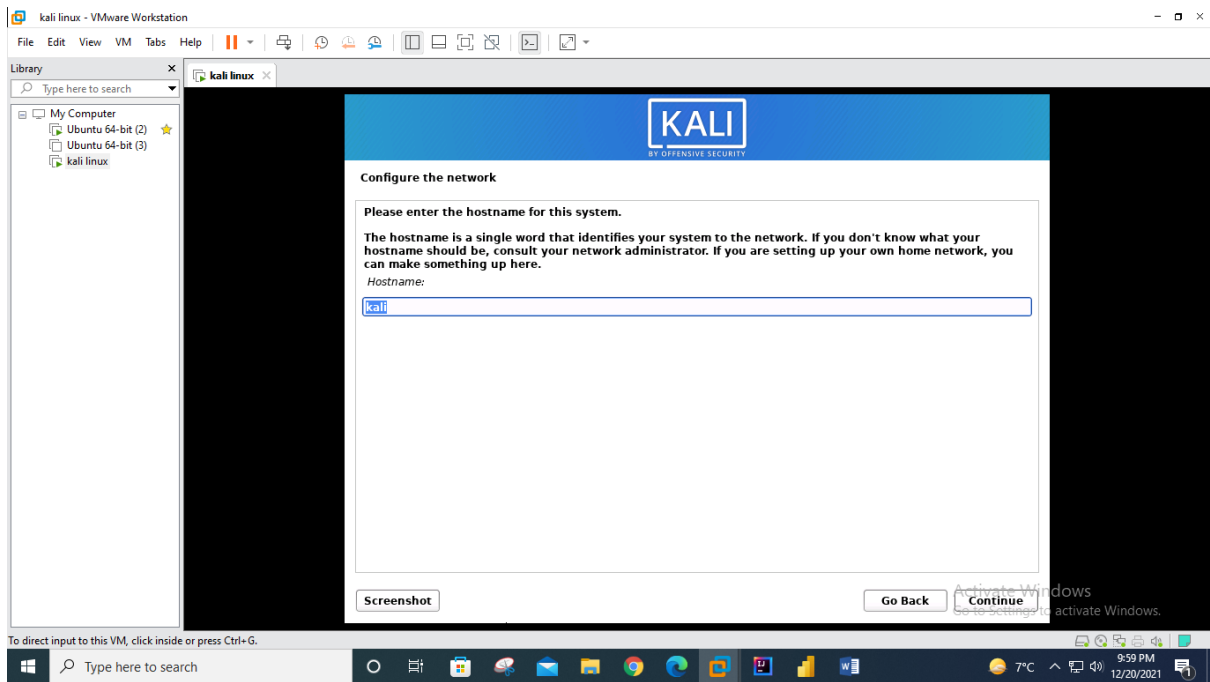 kali linux - VMware Workstation
File Edit View VM Tabs Help
Library
kali linux
Type here to search
My Computer
Ubuntu 64-bit (2)
Ubuntu 64-bit (3)
kali linux
KALI
BY OFFENSIVE SECURITY
Configure the network
Please enter the hostname for this system.
The hostname is a single word that identifies your system to the network. If you don't know what your
hostname should be, consult your network administrator. If you are setting up your own home network, you
can make something up here.
Hostname:
kali
Screenshot
Go Back
Continue
Activate Windows
Go to Settings to activate Windows.
To direct input to this VM, click inside or press Ctrl+G.
Type here to search
7°C
9:59 PM
12/20/2021
1